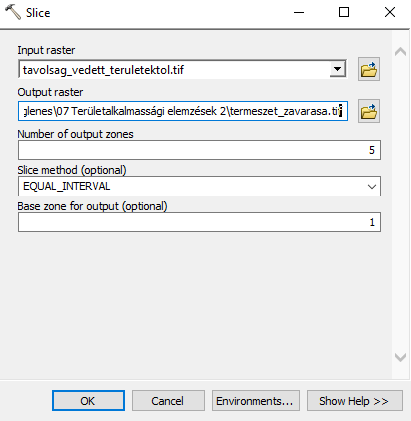 Slice
Input raster
tavolsag_vedett_teruletektol.tif
Output raster
glenes\07 Területalkalmassági elemzések 2\termeszet_zavarasa.tif
Number of output zones
5
Slice method (optional)
EQUAL_INTERVAL
Base zone for output (optional)
1
OK Cancel Environments... Show Help >>